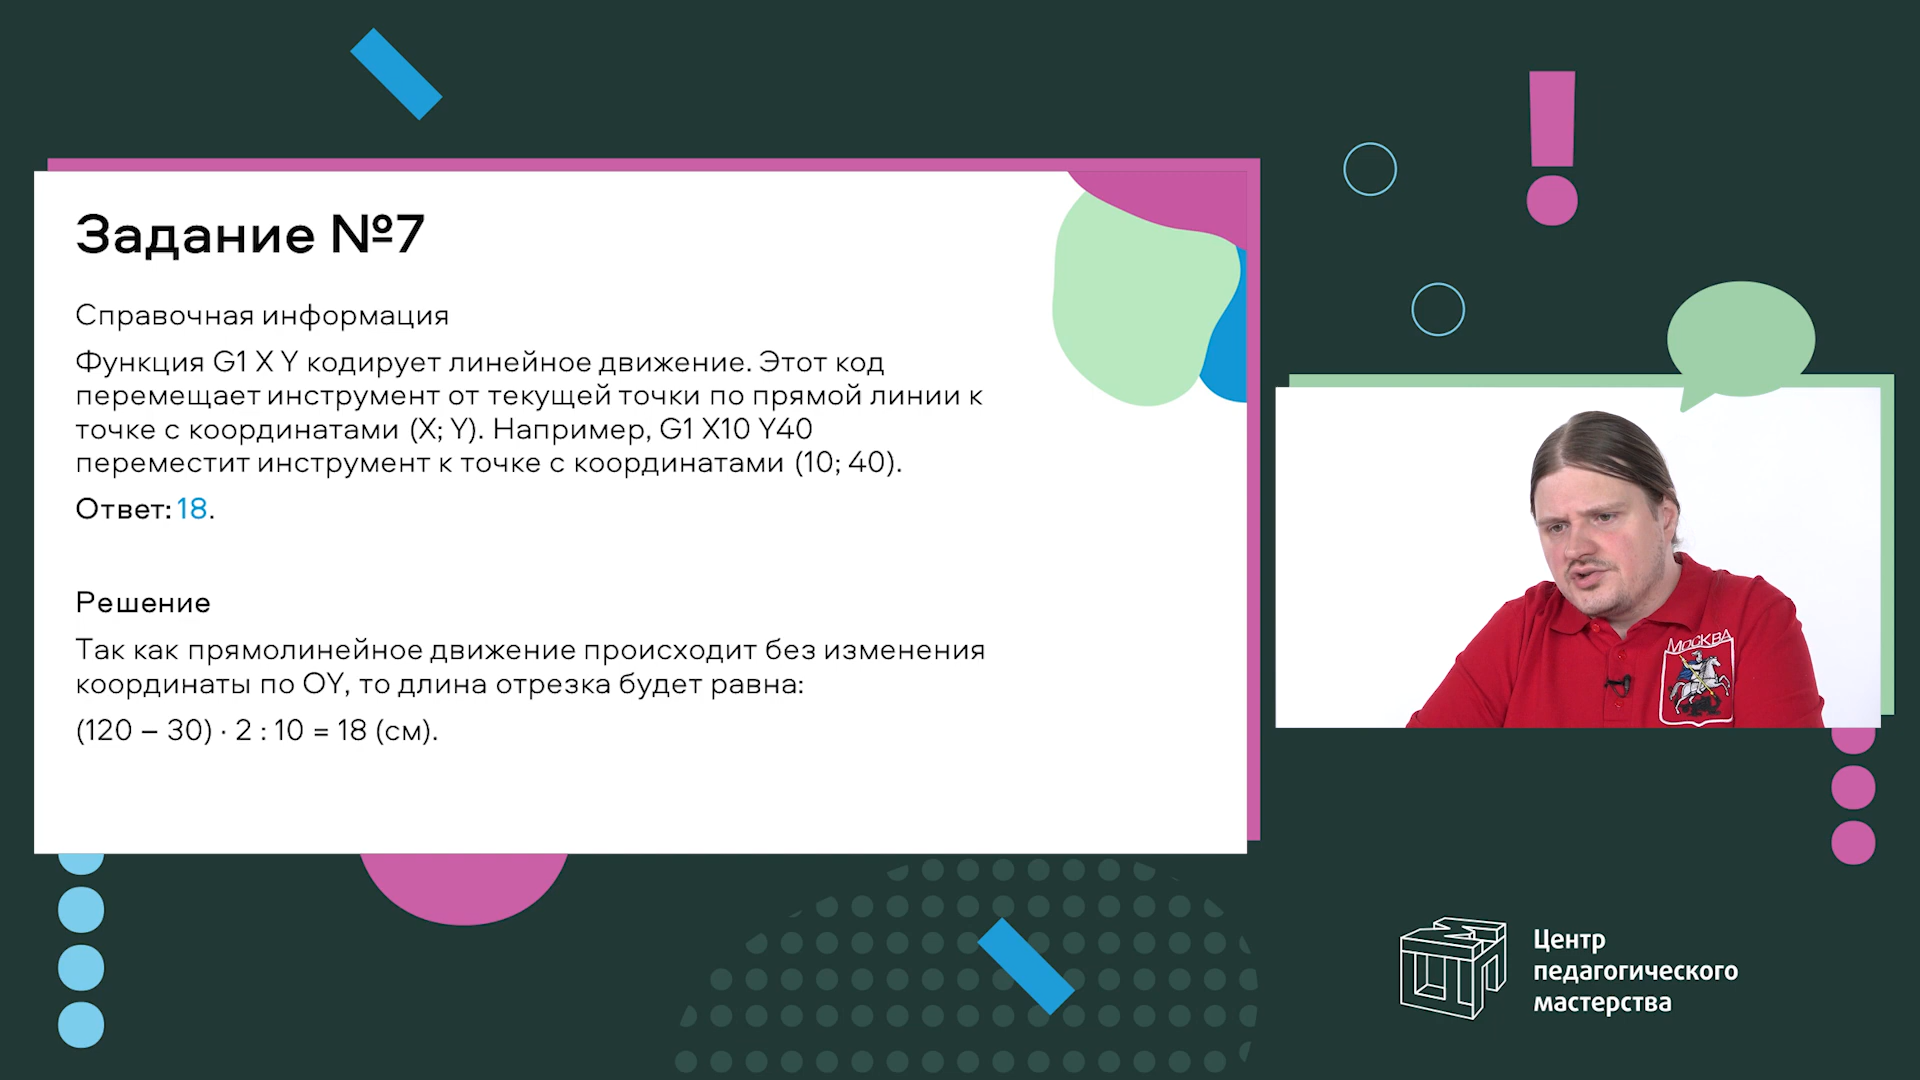 Задание №7
Справочная информация
Функция G1 X Y кодирует линейное движение. Этот код
перемещает инструмент от текущей точки по прямой линии к
точке с координатами (X; Y). Например, G1 X10 Y40
переместит инструмент к точке с координатами (10; 40).
Ответ: 18.
Решение
Так как прямолинейное движение происходит без изменения
координаты по OY, то длина отрезка будет равна:
(120 – 30) · 2 : 10 = 18 (см).
МОСКВА
Центр
педагогического
мастерства